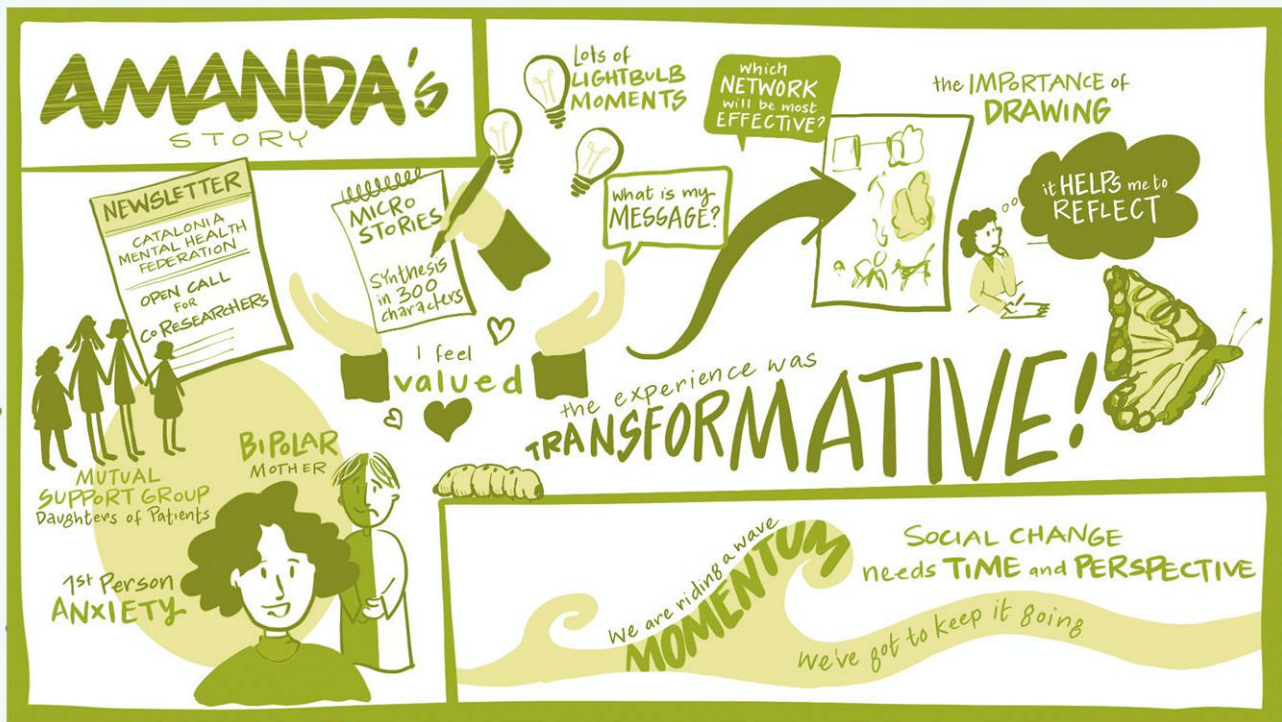 AMANDA's
STORY
NEWSLETTER
CATALONIA
MENTAL HEALTH
FEDERATION
OPEN CALL
FOR
CO RESEARCHERS
MUTUAL
SUPPORT GROUP
Daughters of Patients
BIPOLAR
MOTHER
1st Person
ANXIETY
MICRO
STORIES
Synthesis
in 300
characters
I feel
valued
Lots of
LIGHTBULB
MOMENTS
which
NETWORK
will be most
EFFECTIVE?
What is my
MESSAGE?
the IMPORTANCE of
DRAWING
it HELPS me to
REFLECT
the experience was
TRANSFORMATIVE!
We are riding a wave
MOMENTUM
SOCIAL CHANGE
needs TIME and PERSPECTIVE
We've got to keep it going